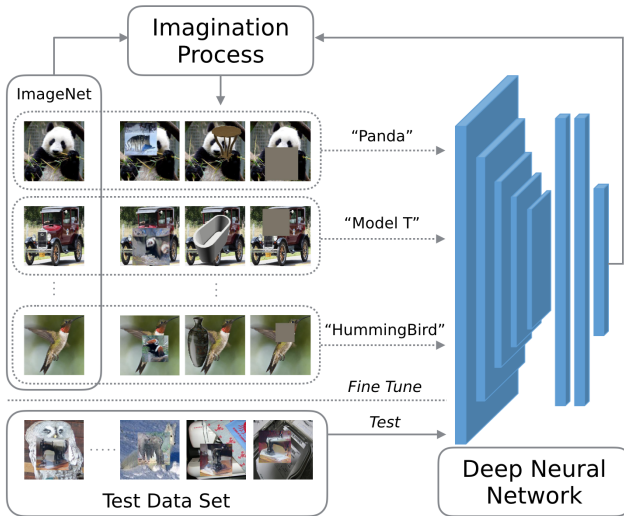 Imagination
Process
ImageNet
“Panda”
“Model T”
“HummingBird”
Fine Tune
Test
Test Data Set
Deep Neural
Network